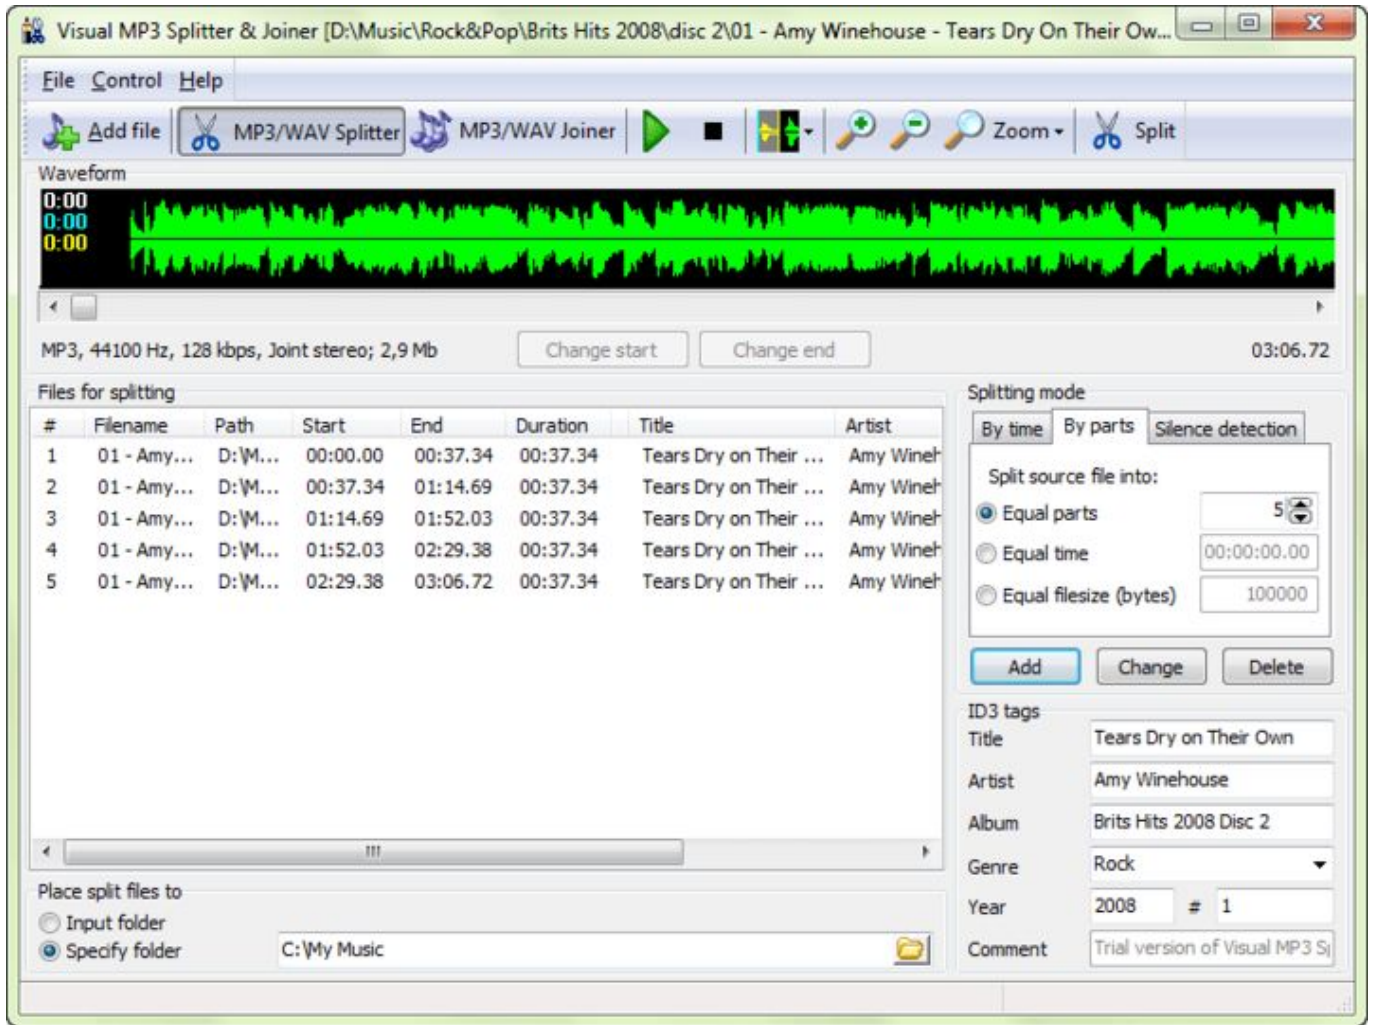 Visual MP3 Splitter & Joiner [D:\Music\Rock&Pop\Brits Hits 2008\disc 2\01 - Amy Winehouse - Tears Dry On Their Ow...
File Control Help
Add file MP3/WAV Splitter MP3/WAV Joiner Zoom Split
Waveform
0:00
0:00
0:00
MP3, 44100 Hz, 128 kbps, Joint stereo; 2,9 Mb Change start Change end 03:06.72
Files for splitting
# Filename Path Start End Duration Title Artist
1 01 - Amy... D:\M... 00:00.00 00:37.34 00:37.34 Tears Dry on Their ... Amy Wineh
2 01 - Amy... D:\M... 00:37.34 01:14.69 00:37.34 Tears Dry on Their ... Amy Wineh
3 01 - Amy... D:\M... 01:14.69 01:52.03 00:37.34 Tears Dry on Their ... Amy Wineh
4 01 - Amy... D:\M... 01:52.03 02:29.38 00:37.34 Tears Dry on Their ... Amy Wineh
5 01 - Amy... D:\M... 02:29.38 03:06.72 00:37.34 Tears Dry on Their ... Amy Wineh
Place split files to
Input folder
Specify folder C:\My Music
Splitting mode
By time By parts Silence detection
Split source file into:
Equal parts 5
Equal time 00:00:00.00
Equal filesize (bytes) 100000
Add Change Delete
ID3 tags
Title Tears Dry on Their Own
Artist Amy Winehouse
Album Brits Hits 2008 Disc 2
Genre Rock
Year 2008 # 1
Comment Trial version of Visual MP3 Sp